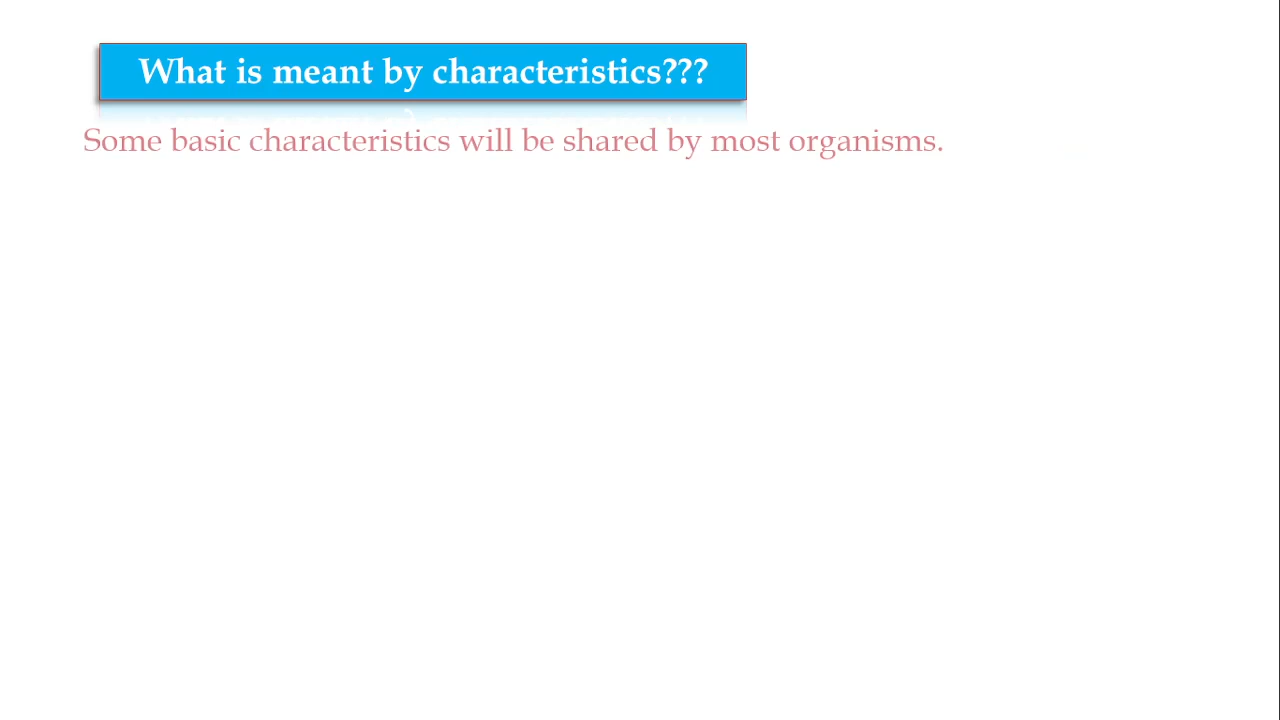 What is meant by characteristics???
Some basic characteristics will be shared by most organisms.